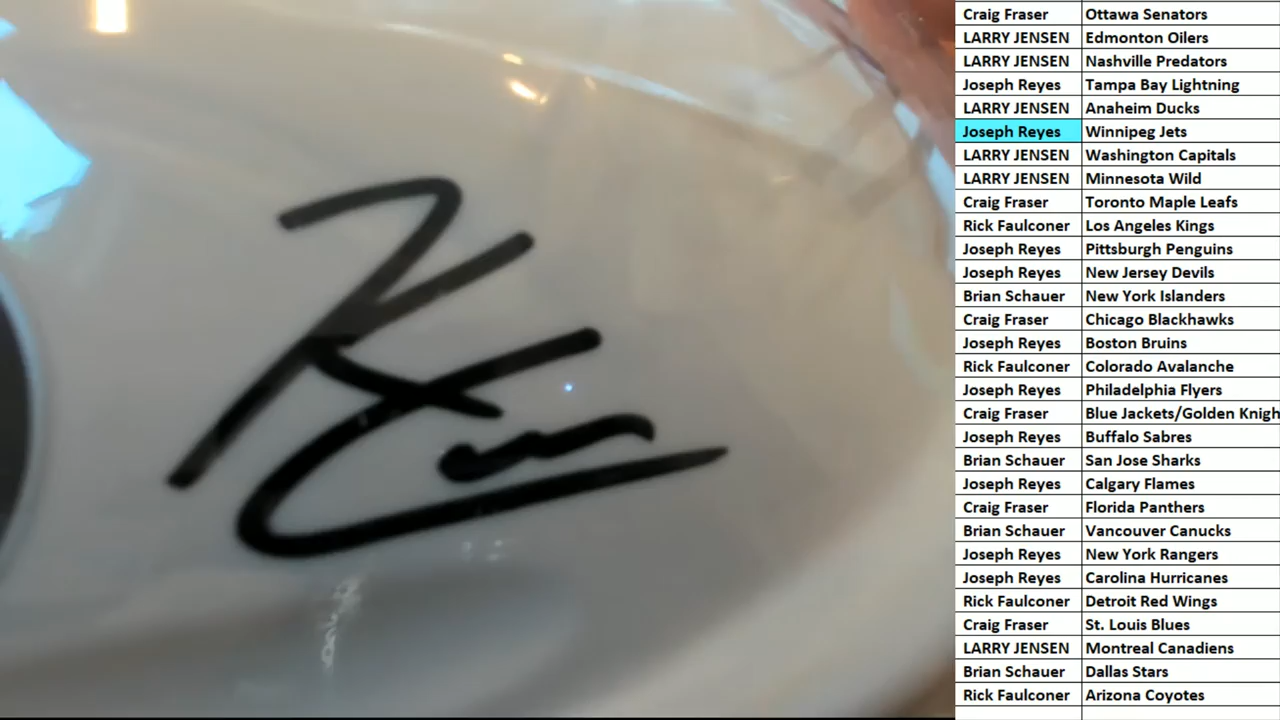 Craig Fraser Ottawa Senators
LARRY JENSEN Edmonton Oilers
LARRY JENSEN Nashville Predators
Joseph Reyes Tampa Bay Lightning
LARRY JENSEN Anaheim Ducks
Joseph Reyes Winnipeg Jets
LARRY JENSEN Washington Capitals
LARRY JENSEN Minnesota Wild
Craig Fraser Toronto Maple Leafs
Rick Faulconer Los Angeles Kings
Joseph Reyes Pittsburgh Penguins
Joseph Reyes New Jersey Devils
Brian Schauer New York Islanders
Craig Fraser Chicago Blackhawks
Joseph Reyes Boston Bruins
Rick Faulconer Colorado Avalanche
Joseph Reyes Philadelphia Flyers
Craig Fraser Blue Jackets/Golden Knigh
Joseph Reyes Buffalo Sabres
Brian Schauer San Jose Sharks
Joseph Reyes Calgary Flames
Craig Fraser Florida Panthers
Brian Schauer Vancouver Canucks
Joseph Reyes New York Rangers
Joseph Reyes Carolina Hurricanes
Rick Faulconer Detroit Red Wings
Craig Fraser St. Louis Blues
LARRY JENSEN Montreal Canadiens
Brian Schauer Dallas Stars
Rick Faulconer Arizona Coyotes